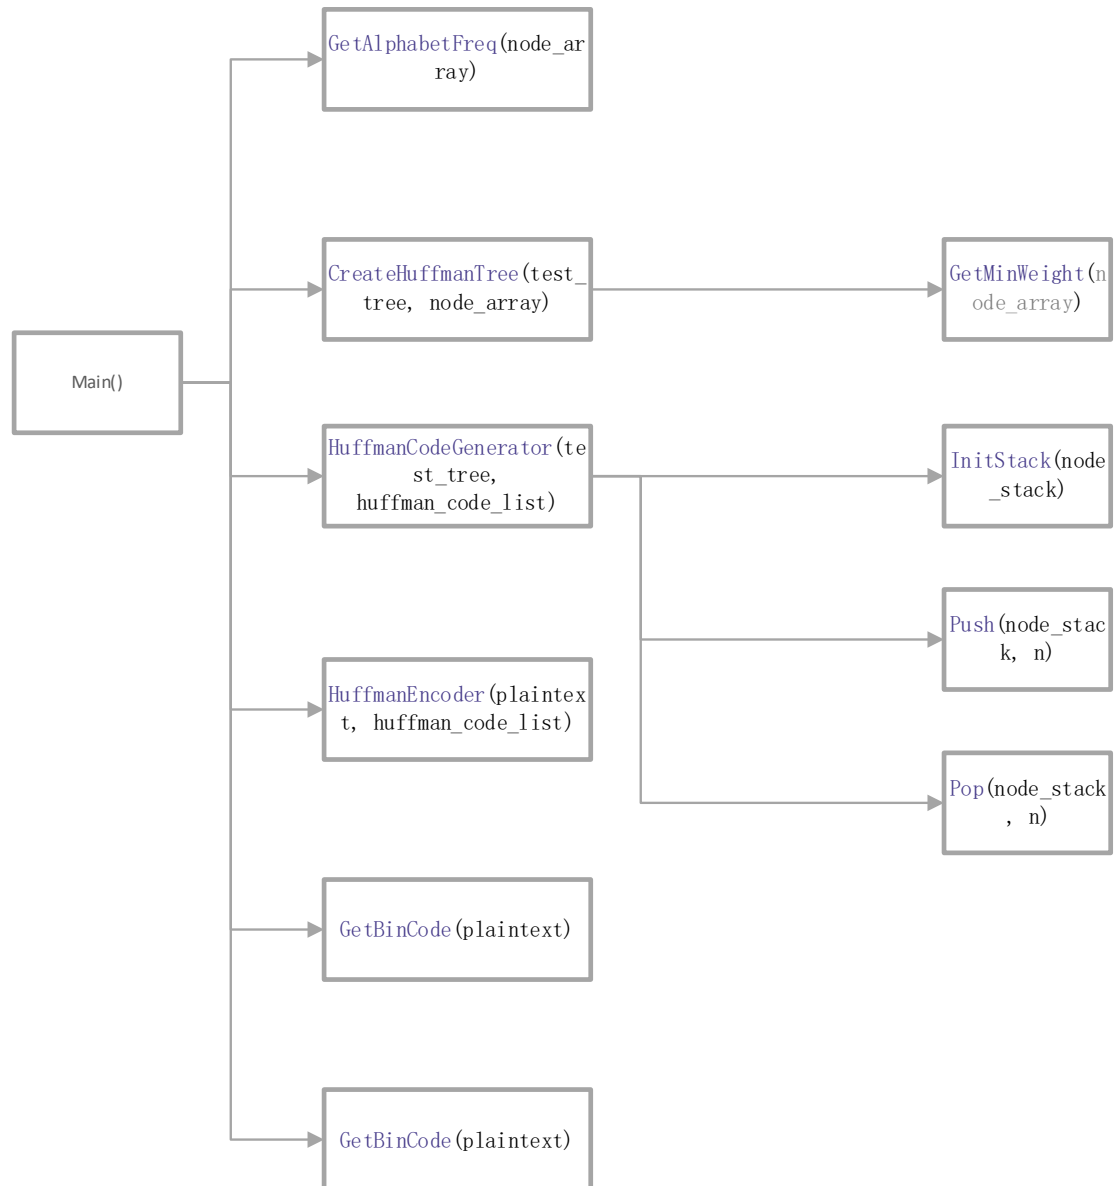 GetAlphabetFreq(node_ar
ray)
CreateHuffmanTree(test_
tree, node_array)
GetMinWeight(n
ode_array)
Main()
HuffmanCodeGenerator(te
st_tree,
huffman_code_list)
InitStack(node
_stack)
Push(node_stac
k, n)
HuffmanEncoder(plaintex
t, huffman_code_list)
Pop(node_stack
, n)
GetBinCode(plaintext)
GetBinCode(plaintext)